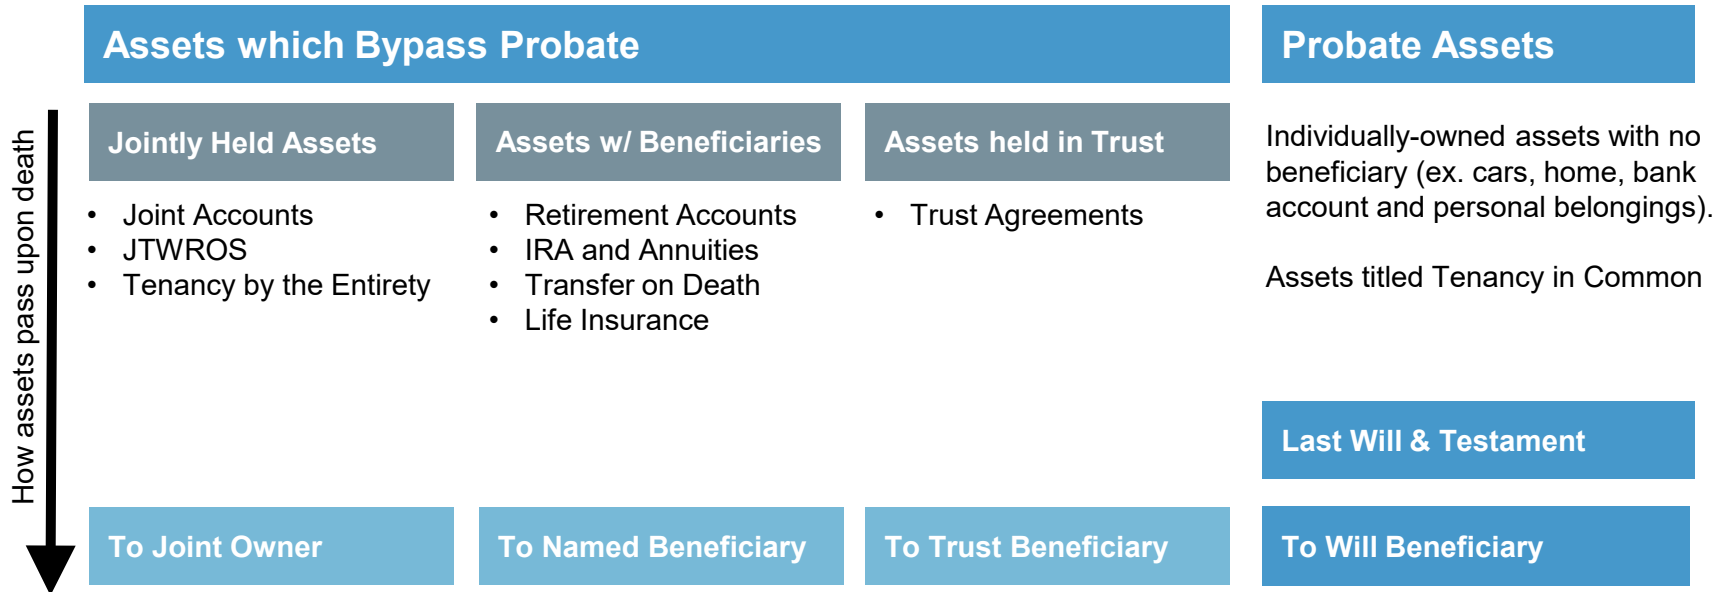 Assets which Bypass Probate
Probate Assets
How assets pass upon death
Jointly Held Assets
• Joint Accounts
• JTWROS
• Tenancy by the Entirety
Assets w/ Beneficiaries
• Retirement Accounts
• IRA and Annuities
• Transfer on Death
• Life Insurance
Assets held in Trust
• Trust Agreements
Individually-owned assets with no
beneficiary (ex. cars, home, bank
account and personal belongings).
Assets titled Tenancy in Common
Last Will & Testament
To Joint Owner
To Named Beneficiary
To Trust Beneficiary
To Will Beneficiary